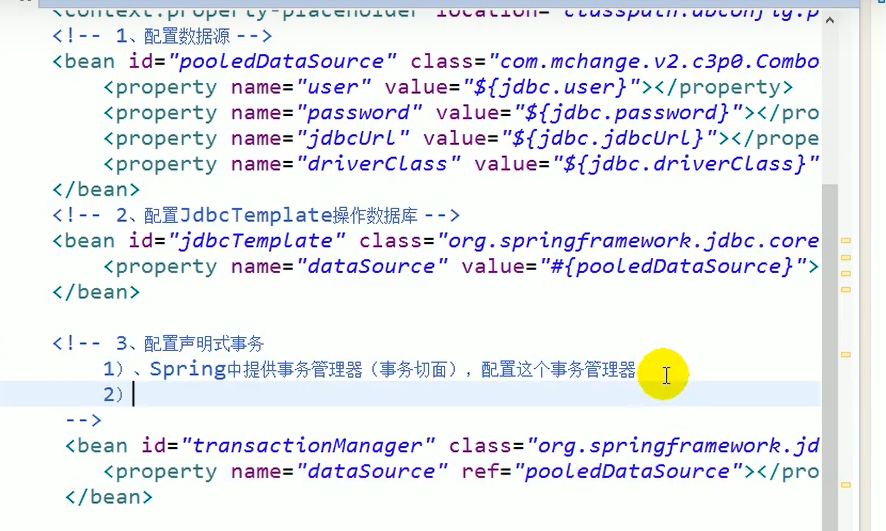 <context:property-placeholder location="classpath:dbconfig.p
<!-- 1、配置数据源 -->
<bean id="pooledDataSource" class="com.mchange.v2.c3p0.Combo
<property name="user" value="${jdbc.user}"></property>
<property name="password" value="${jdbc.password}"></pro
<property name="jdbcUrl" value="${jdbc.jdbcUrl}"></prope
<property name="driverClass" value="${jdbc.driverClass}"
</bean>
<!-- 2、配置JdbcTemplate操作数据库 -->
<bean id="jdbcTemplate" class="org.springframework.jdbc.core
<property name="dataSource" value="#{pooledDataSource}">
</bean>
<!-- 3、配置声明式事务
1）、Spring中提供事务管理器（事务切面），配置这个事务管理器
2）
-->
<bean id="transactionManager" class="org.springframework.jd
<property name="dataSource" ref="pooledDataSource"></pro
</bean>